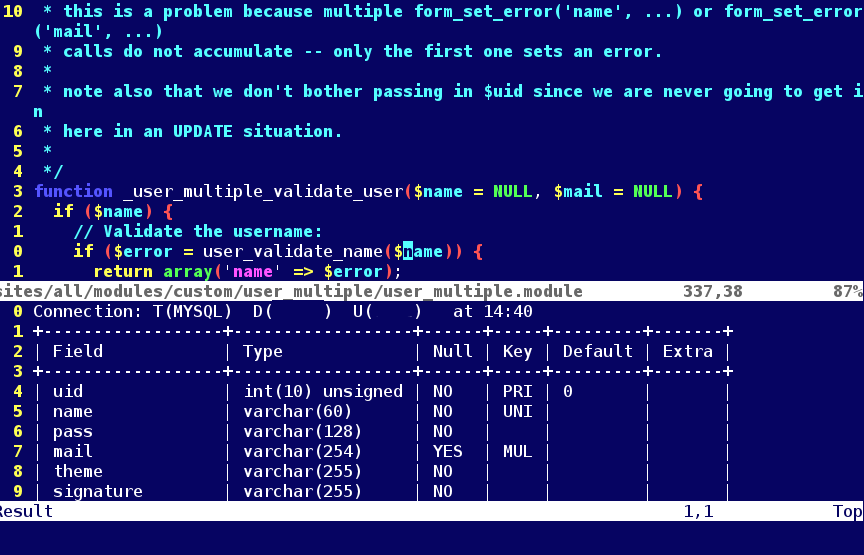 10  * this is a problem because multiple form_set_error('name', ...) or form_set_error
('mail', ...)
 9  * calls do not accumulate -- only the first one sets an error.
 8  *
 7  * note also that we don't bother passing in $uid since we are never going to get i
n
 6  * here in an UPDATE situation.
 5  *
 4  */
 3 function _user_multiple_validate_user($name = NULL, $mail = NULL) {
 2   if ($name) {
 1     // Validate the username:
 0     if ($error = user_validate_name($name)) {
 1       return array('name' => $error);
sites/all/modules/custom/user_multiple/user_multiple.module          337,38         87%
 0 Connection: T(MYSQL)  D(     )  U(    )   at 14:40
 1 +------------------+------------------+------+-----+---------+-------+
 2 | Field            | Type             | Null | Key | Default | Extra |
 3 +------------------+------------------+------+-----+---------+-------+
 4 | uid              | int(10) unsigned | NO   | PRI | 0       |       |
 5 | name             | varchar(60)      | NO   | UNI |         |       |
 6 | pass             | varchar(128)     | NO   |     |         |       |
 7 | mail             | varchar(254)     | YES  | MUL |         |       |
 8 | theme            | varchar(255)     | NO   |     |         |       |
 9 | signature        | varchar(255)     | NO   |     |         |       |
Result                                                               1,1            Top